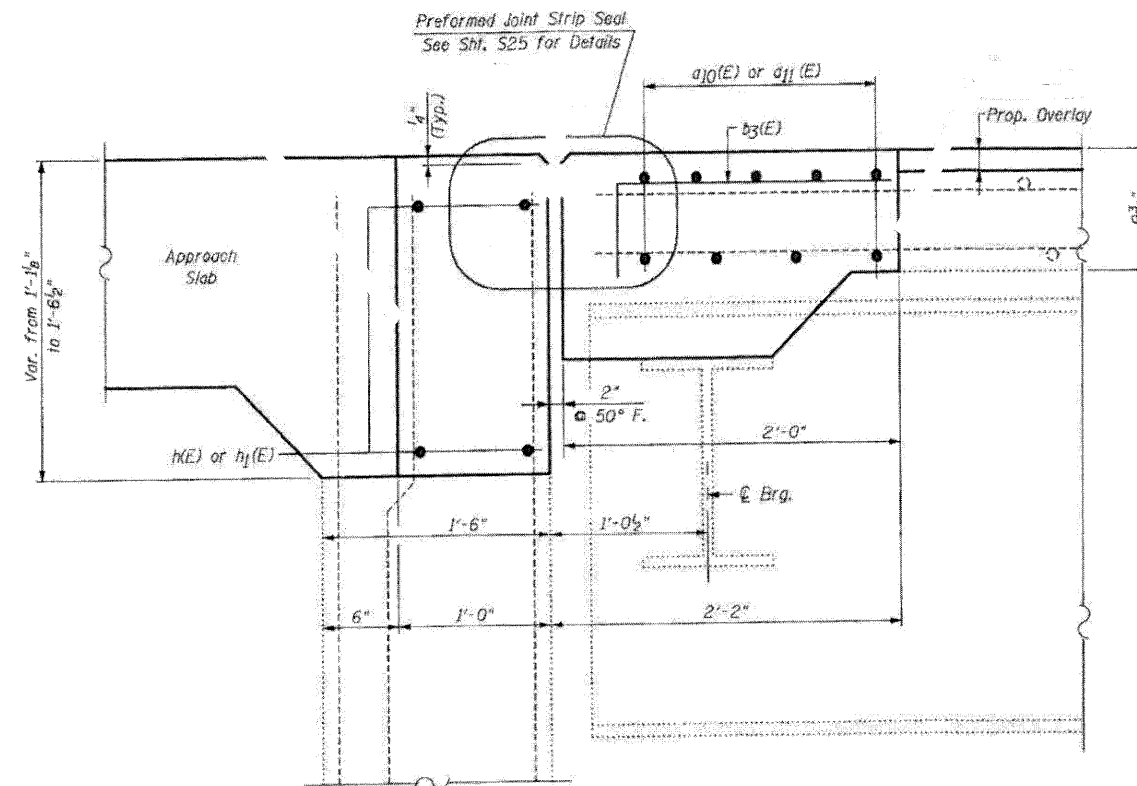 Preformed Joint Strip Seal
See Sht. S25 for Details
a10(E) or a11(E)
1/4"
(Typ.)
b3(E)
Prop. Overlay
Approach
Slab
Var. from 1'-1 1/8"
to 1'-6 1/2"
2"
@ 50° F.
2'-0"
h(E) or h1(E)
℄ Brg.
1'-6"
1'-0 1/2"
6"
1'-0"
2'-2"